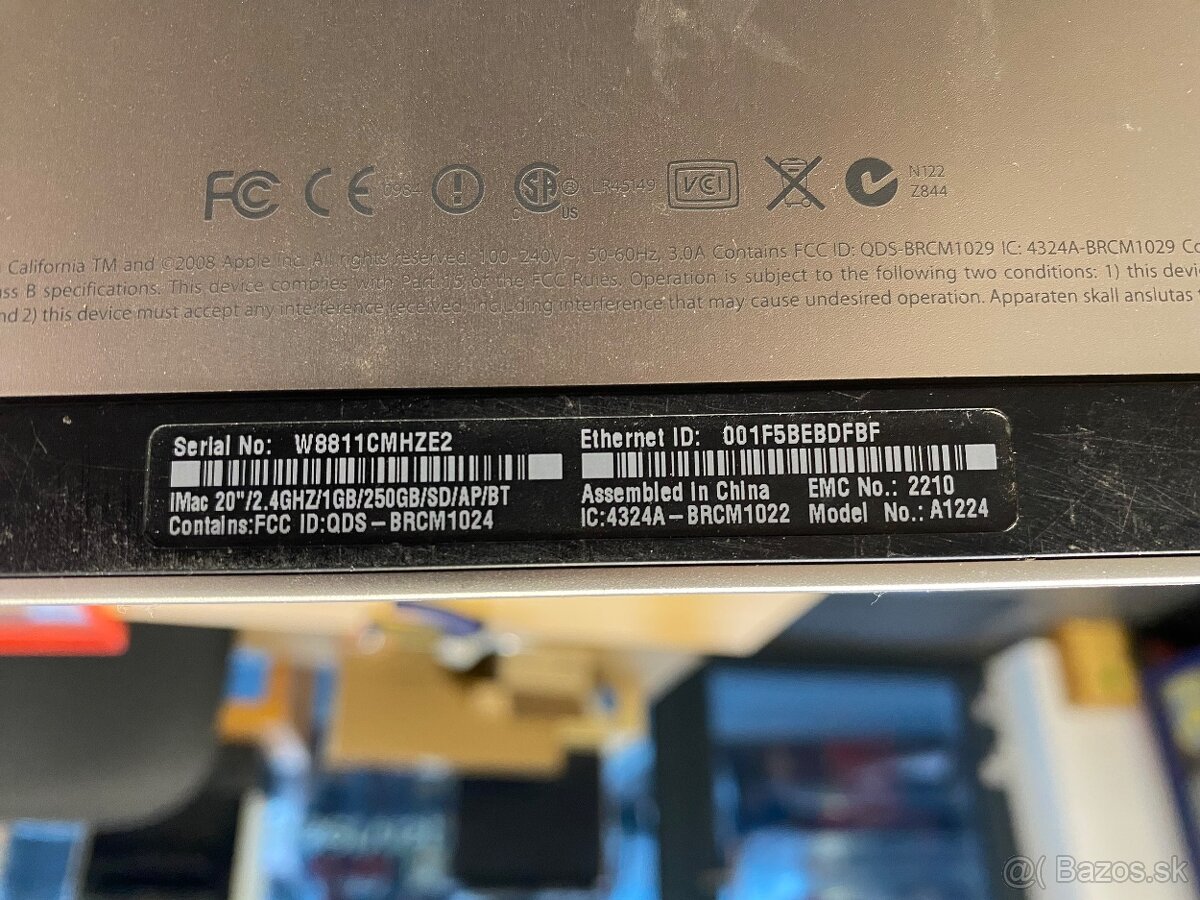 FC CE 0984 C SA ® US LR45149 VCI N122
Z844
California TM and ©2008 Apple Inc. All rights reserved. 100-240V~, 50-60Hz, 3.0A Contains FCC ID: QDS-BRCM1029 IC: 4324A-BRCM1029 Co
ass B specifications. This device complies with Part 15 of the FCC Rules. Operation is subject to the following two conditions: 1) this devi
nd 2) this device must accept any interference received, including interference that may cause undesired operation. Apparaten skall anslutas
Serial No: W8811CMHZE2
iMac 20"/2.4GHZ/1GB/250GB/SD/AP/BT
Contains:FCC ID:QDS-BRCM1024
Ethernet ID: 001F5BEBDFBF
Assembled in China EMC No.: 2210
IC:4324A-BRCM1022 Model No.: A1224
@( Bazos.sk